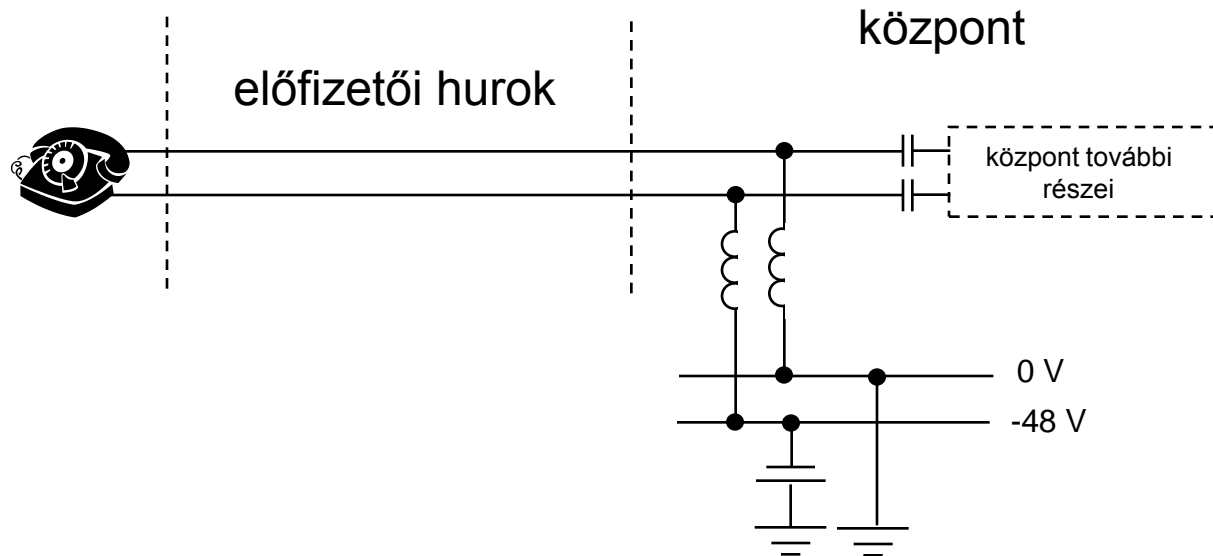 központ
előfizetői hurok
központ további
részei
0 V
-48 V